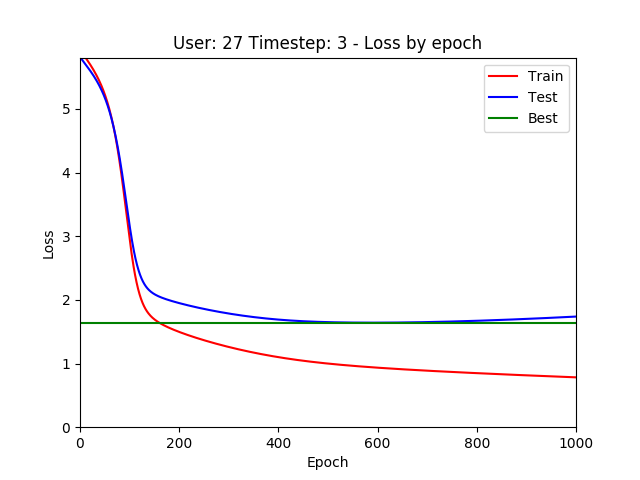 User: 27 Timestep: 3 - Loss by epoch
Train
Test
Best
Loss
5
4
3
2
1
0
0 200 400 600 800 1000
Epoch